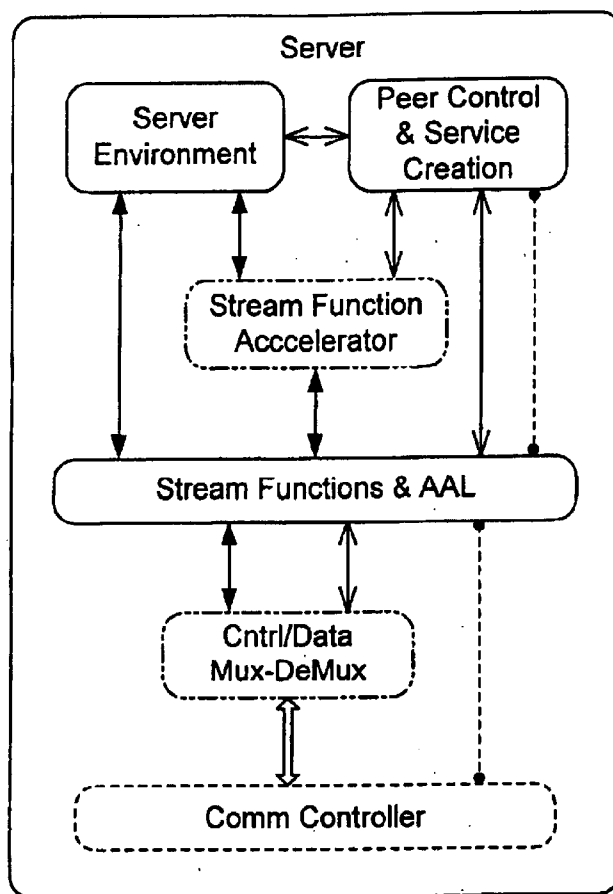 Server
Server
Environment
Peer Control
& Service
Creation
Stream Function
Acccelerator
Stream Functions & AAL
Cntrl/Data
Mux-DeMux
Comm Controller